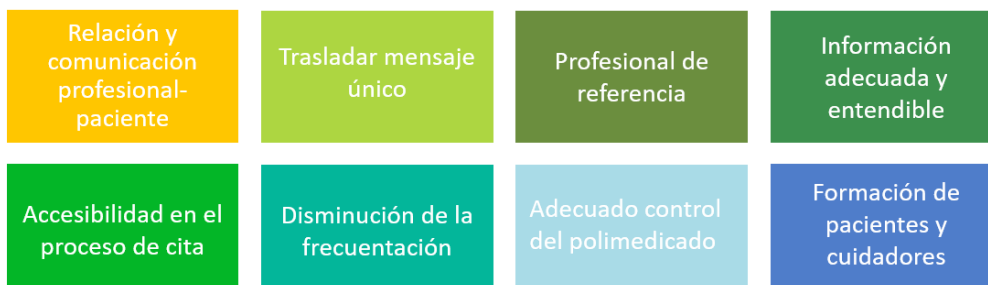 Relación y
comunicación
profesional-
paciente
Trasladar mensaje
único
Profesional de
referencia
Información
adecuada y
entendible
Accesibilidad en el
proceso de cita
Disminución de la
frecuentación
Adecuado control
del polimedicado
Formación de
pacientes y
cuidadores